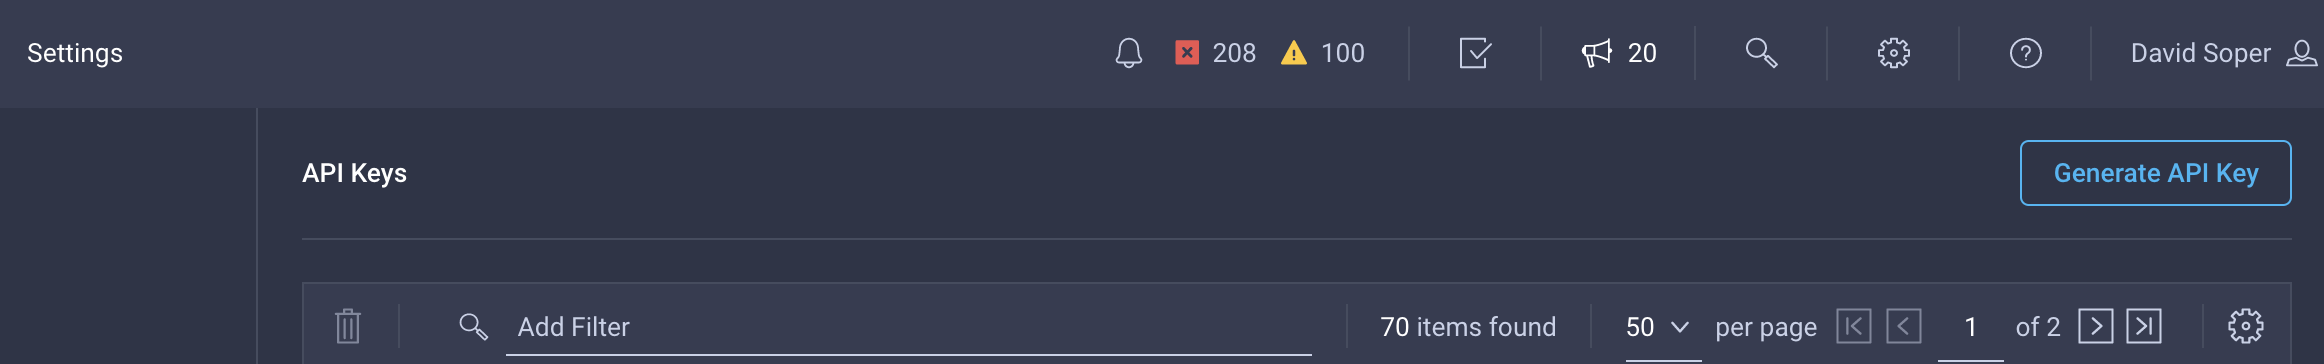 Settings 208 100 20 David Soper
API Keys Generate API Key
Add Filter 70 items found 50 per page 1 of 2